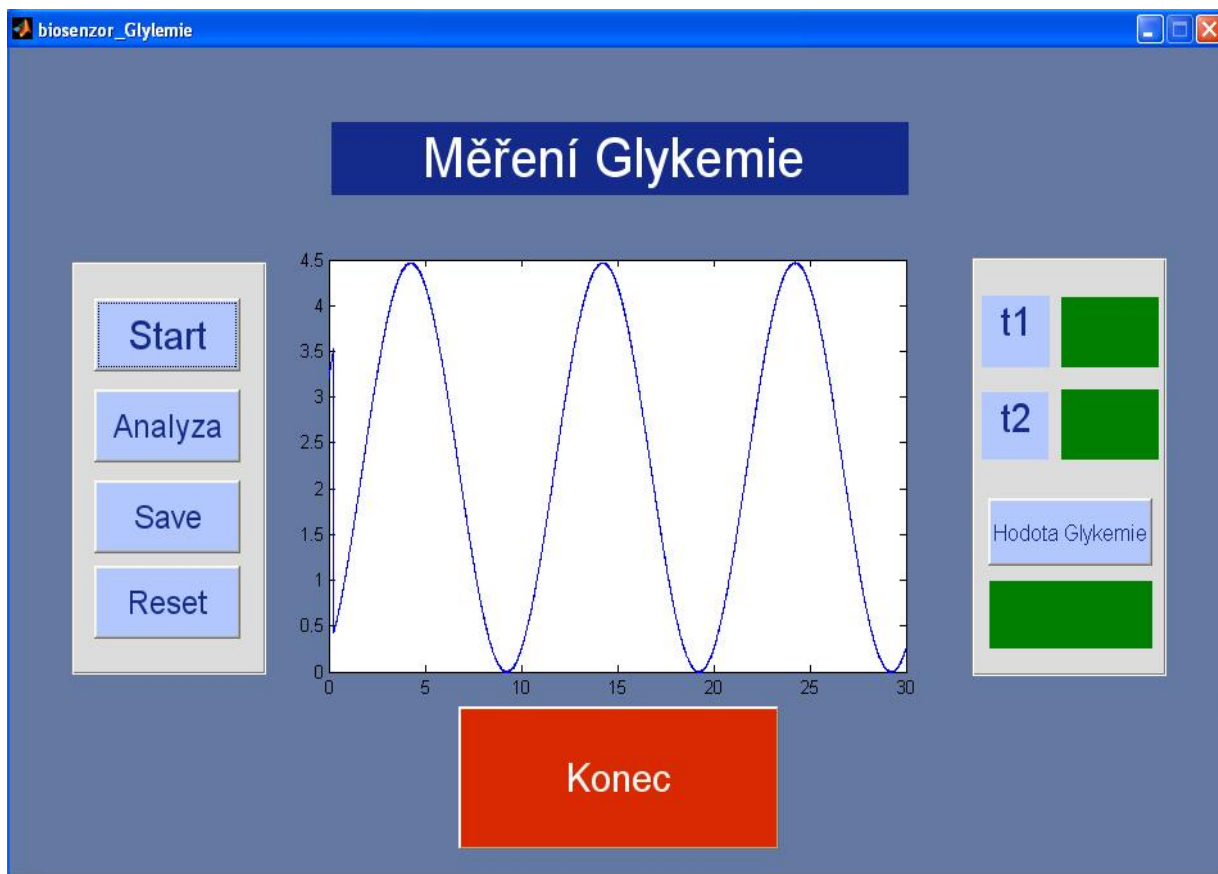 biosenzor_Glylemie
Měření Glykemie
Start
Analyza
Save
Reset
4.5
4
3.5
3
2.5
2
1.5
1
0.5
0
0 5 10 15 20 25 30
t1
t2
Hodota Glykemie
Konec